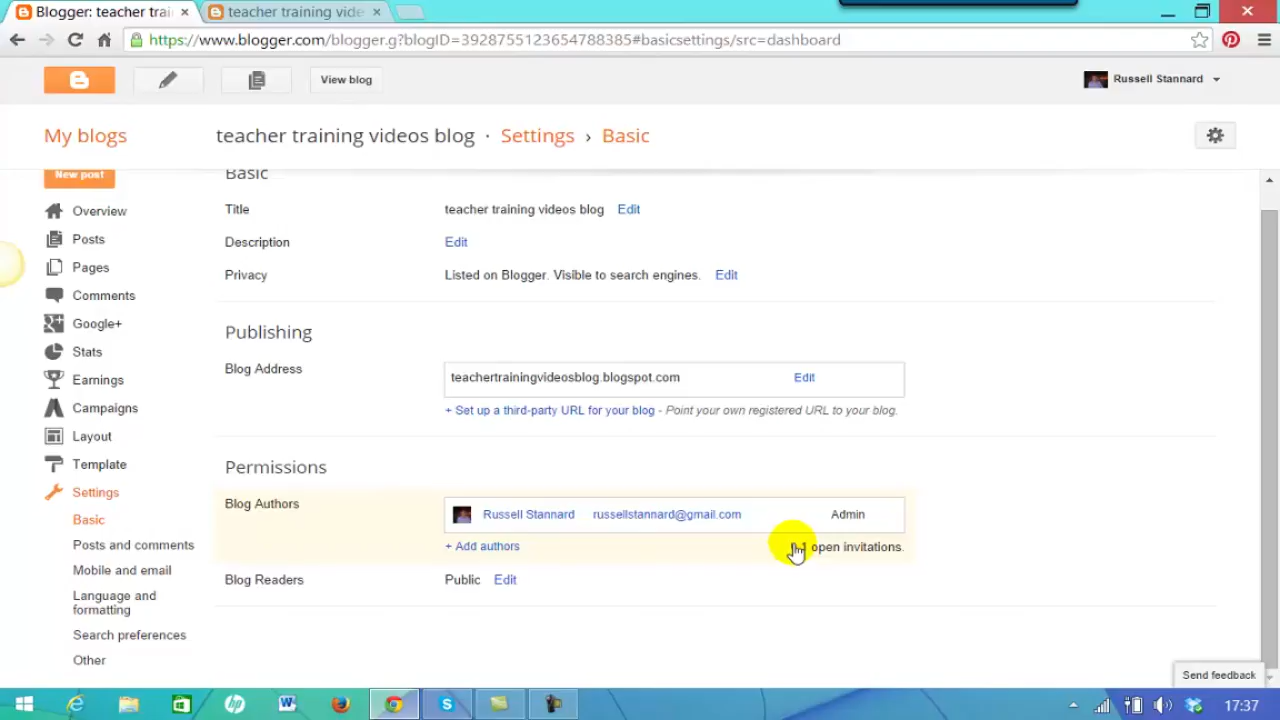 Blogger: teacher trai
teacher training vide
https://www.blogger.com/blogger.g?blogID=3928755123654788385#basicsettings/src=dashboard
View blog
Russell Stannard
My blogs
teacher training videos blog · Settings › Basic
New post
Overview
Posts
Pages
Comments
Google+
Stats
Earnings
Campaigns
Layout
Template
Settings
Basic
Posts and comments
Mobile and email
Language and
formatting
Search preferences
Other
Basic
Title teacher training videos blog Edit
Description Edit
Privacy Listed on Blogger. Visible to search engines. Edit
Publishing
Blog Address teachertrainingvideosblog.blogspot.com Edit
+ Set up a third-party URL for your blog - Point your own registered URL to your blog.
Permissions
Blog Authors Russell Stannard russellstannard@gmail.com Admin
+ Add authors 1 open invitations.
Blog Readers Public Edit
Send feedback
17:37